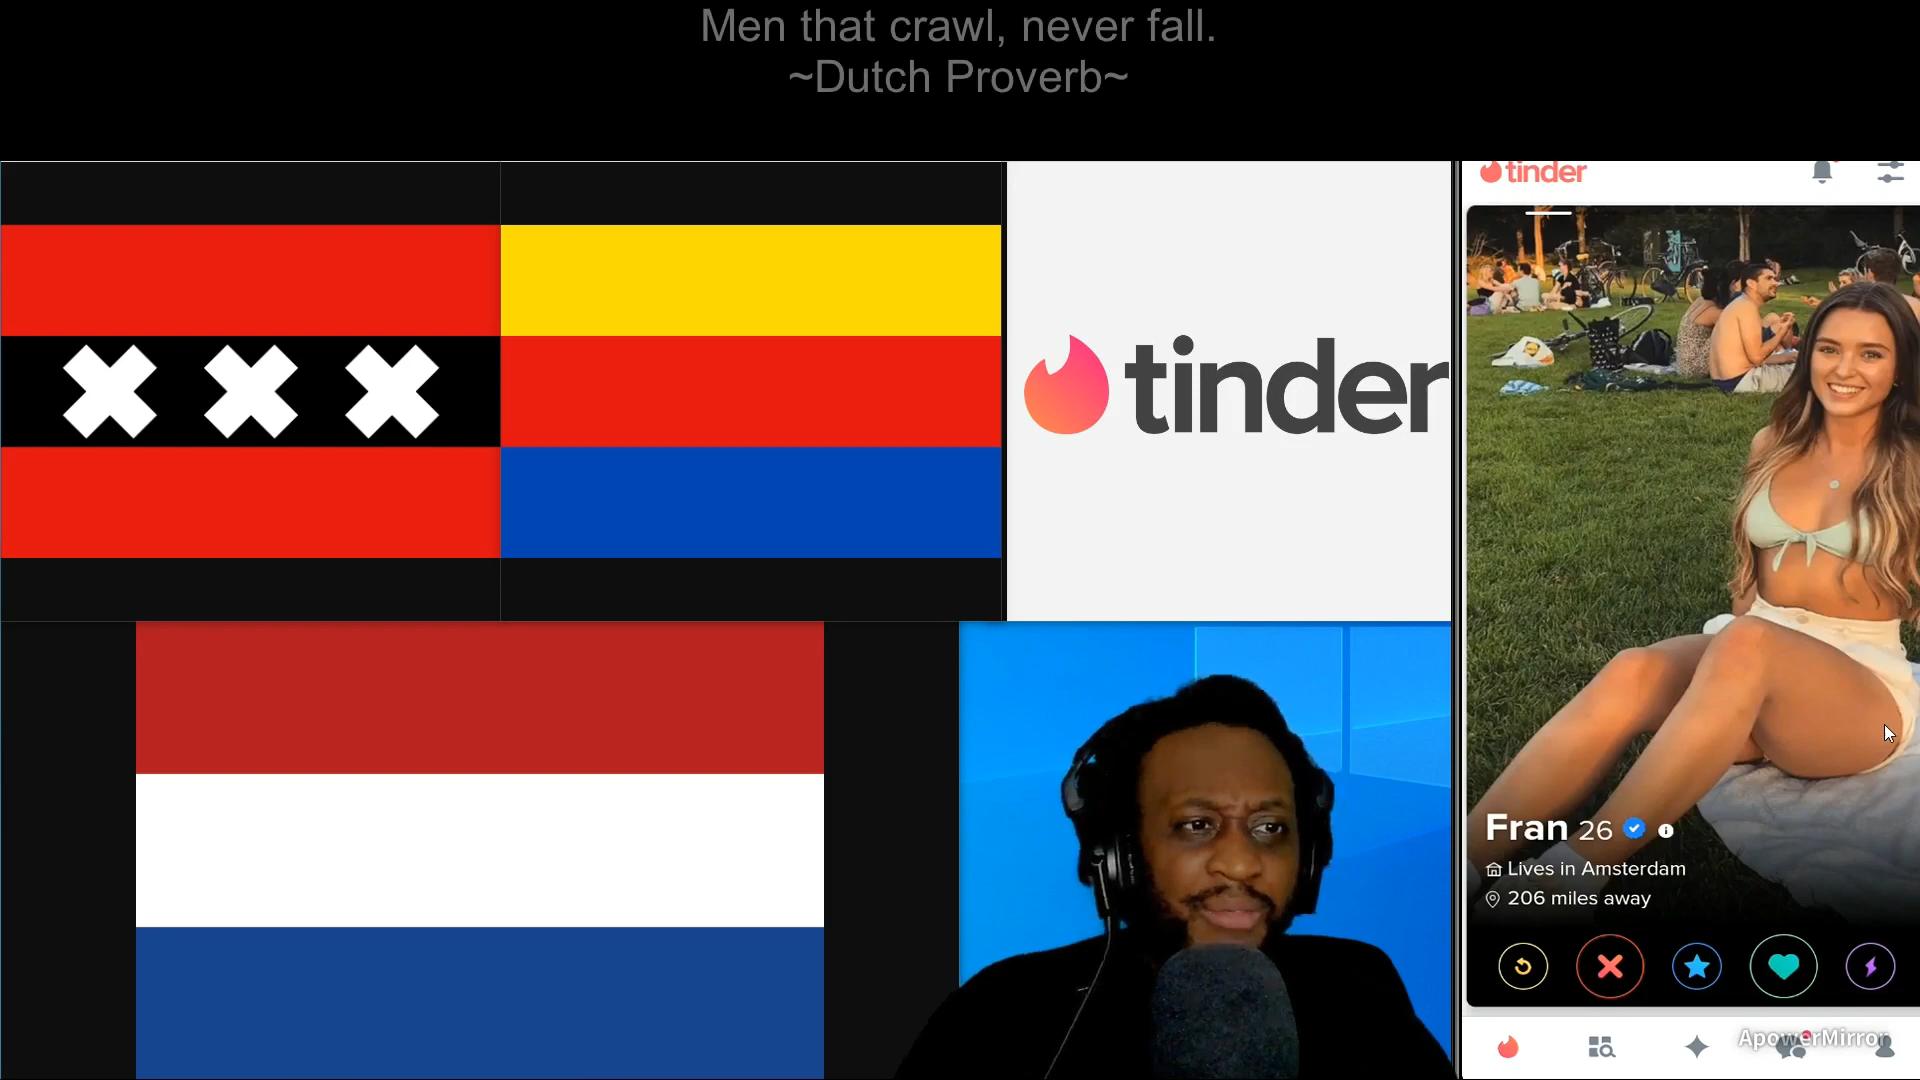 Men that crawl, never fall.
~Dutch Proverb~
tinder
tinder
Fran 26
Lives in Amsterdam
206 miles away
ApowerMirror